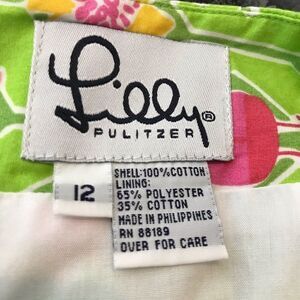 Lilly®
PULITZER
12
SHELL:100%COTTON
LINING:
65% POLYESTER
35% COTTON
MADE IN PHILIPPINES
RN 88189
OVER FOR CARE